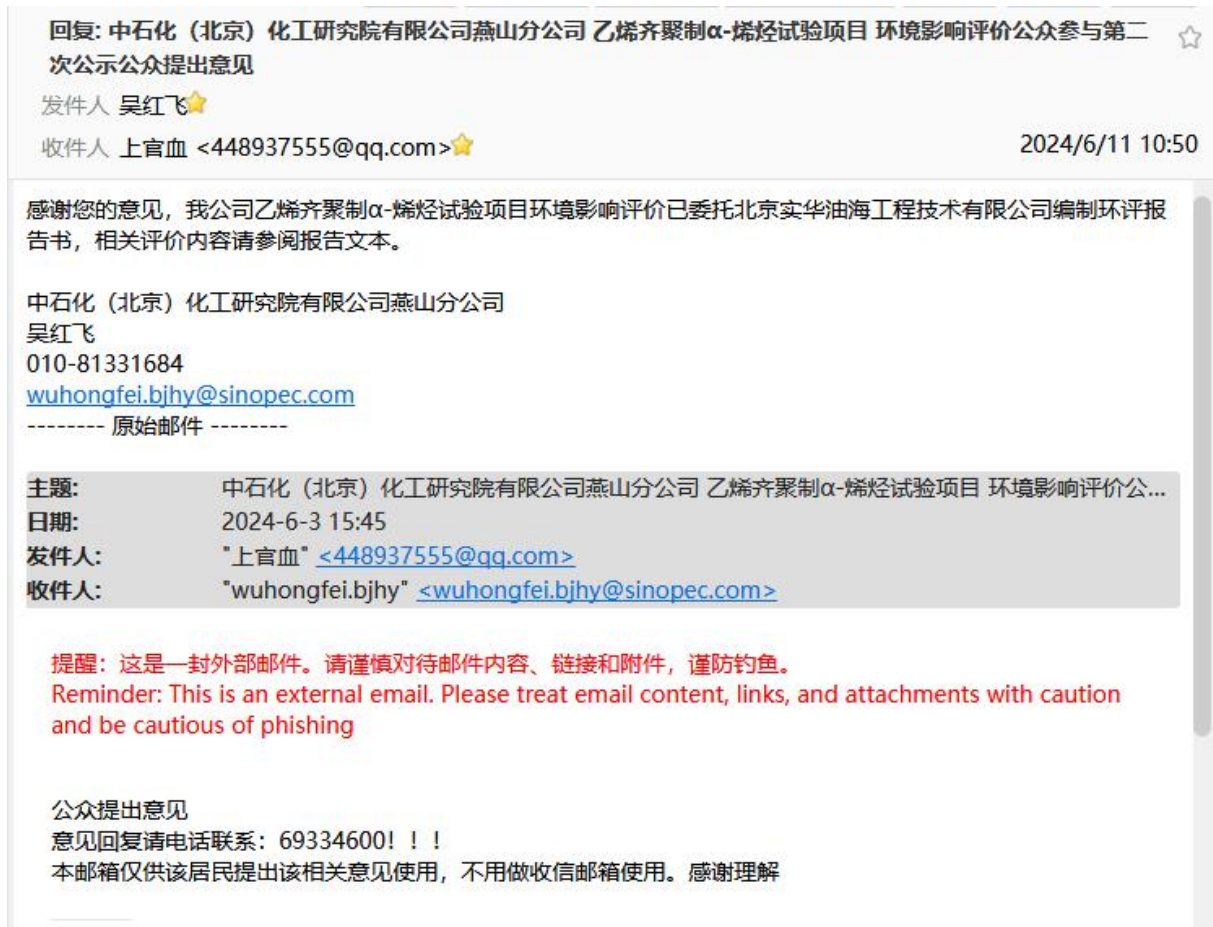 回复: 中石化（北京）化工研究院有限公司燕山分公司 乙烯齐聚制α-烯烃试验项目 环境影响评价公众参与第二
次公示公众提出意见
发件人 吴红飞
收件人 上官血 <448937555@qq.com>
2024/6/11 10:50
感谢您的意见，我公司乙烯齐聚制α-烯烃试验项目环境影响评价已委托北京实华油海工程技术有限公司编制环评报
告书，相关评价内容请参阅报告文本。
中石化（北京）化工研究院有限公司燕山分公司
吴红飞
010-81331684
wuhongfei.bjhy@sinopec.com
-------- 原始邮件 --------
主题: 中石化（北京）化工研究院有限公司燕山分公司 乙烯齐聚制α-烯烃试验项目 环境影响评价公...
日期: 2024-6-3 15:45
发件人: "上官血" <448937555@qq.com>
收件人: "wuhongfei.bjhy" <wuhongfei.bjhy@sinopec.com>
提醒：这是一封外部邮件。请谨慎对待邮件内容、链接和附件，谨防钓鱼。
Reminder: This is an external email. Please treat email content, links, and attachments with caution
and be cautious of phishing
公众提出意见
意见回复请电话联系：69334600！！！
本邮箱仅供该居民提出该相关意见使用，不用做收信邮箱使用。感谢理解